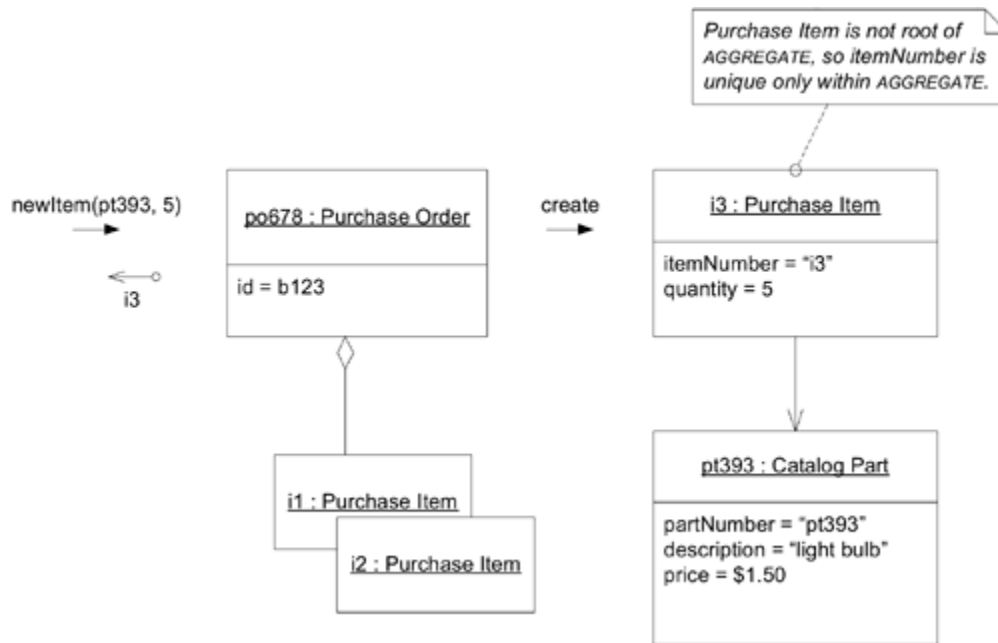 Purchase Item is not root of
AGGREGATE, so itemNumber is
unique only within AGGREGATE.
newItem(pt393, 5)
i3
po678 : Purchase Order
id = b123
create
i3 : Purchase Item
itemNumber = “i3”
quantity = 5
i1 : Purchase Item
i2 : Purchase Item
pt393 : Catalog Part
partNumber = “pt393”
description = “light bulb”
price = $1.50